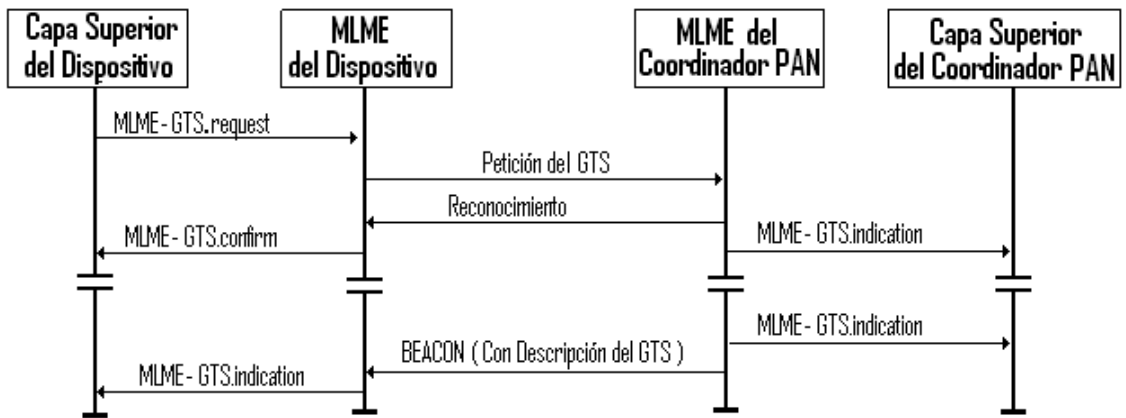 Capa Superior
del Dispositivo
MLME
del Dispositivo
MLME del
Coordinador PAN
Capa Superior
del Coordinador PAN
MLME - GTS.request
Petición del GTS
Reconocimiento
MLME - GTS.confirm
MLME - GTS.indication
MLME - GTS.indication
BEACON ( Con Descripción del GTS )
MLME - GTS.indication